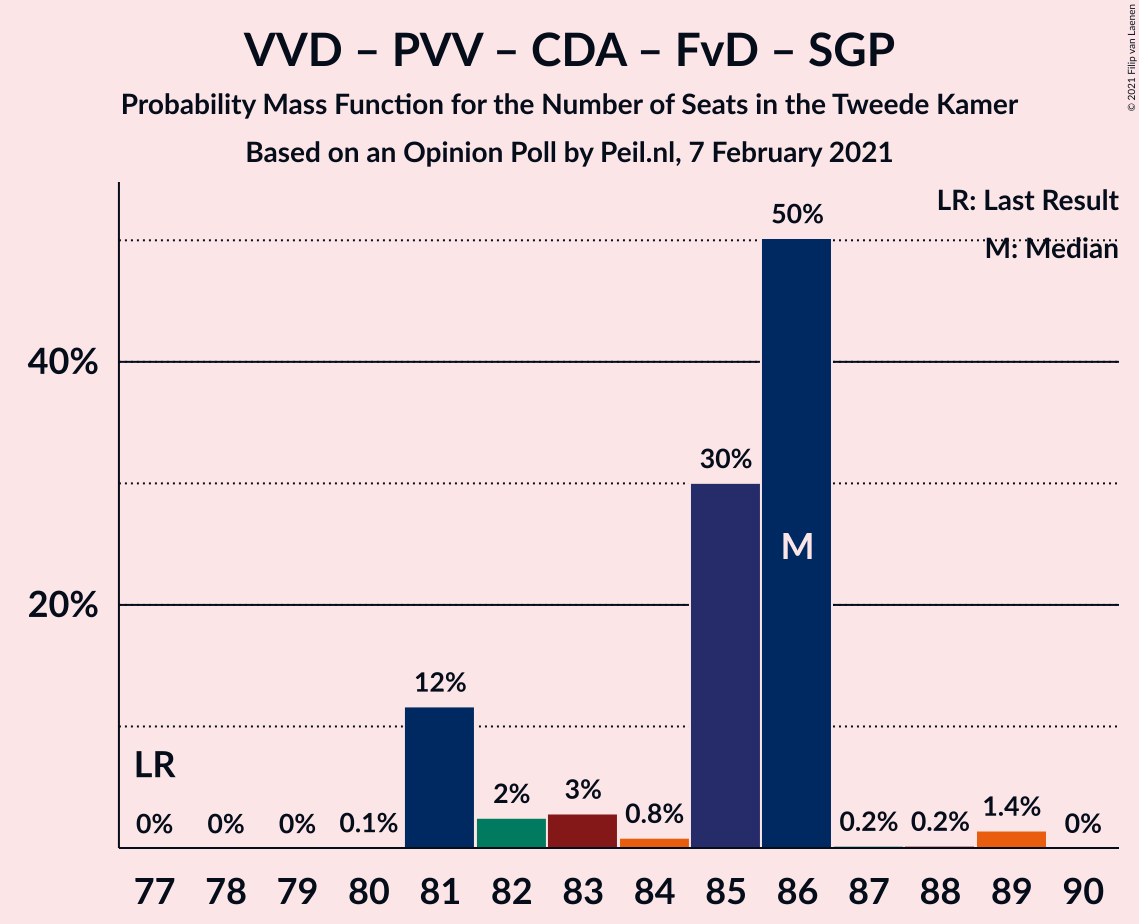 VVD – PVV – CDA – FvD – SGP
Probability Mass Function for the Number of Seats in the Tweede Kamer
Based on an Opinion Poll by Peil.nl, 7 February 2021
© 2021 Filip van Laenen
LR: Last Result
M: Median
50%
40%
30%
M
20%
12%
LR
0%
0%
0%
0.1%
2%
3%
0.8%
0.2%
0.2%
1.4%
0%
77 78 79 80 81 82 83 84 85 86 87 88 89 90